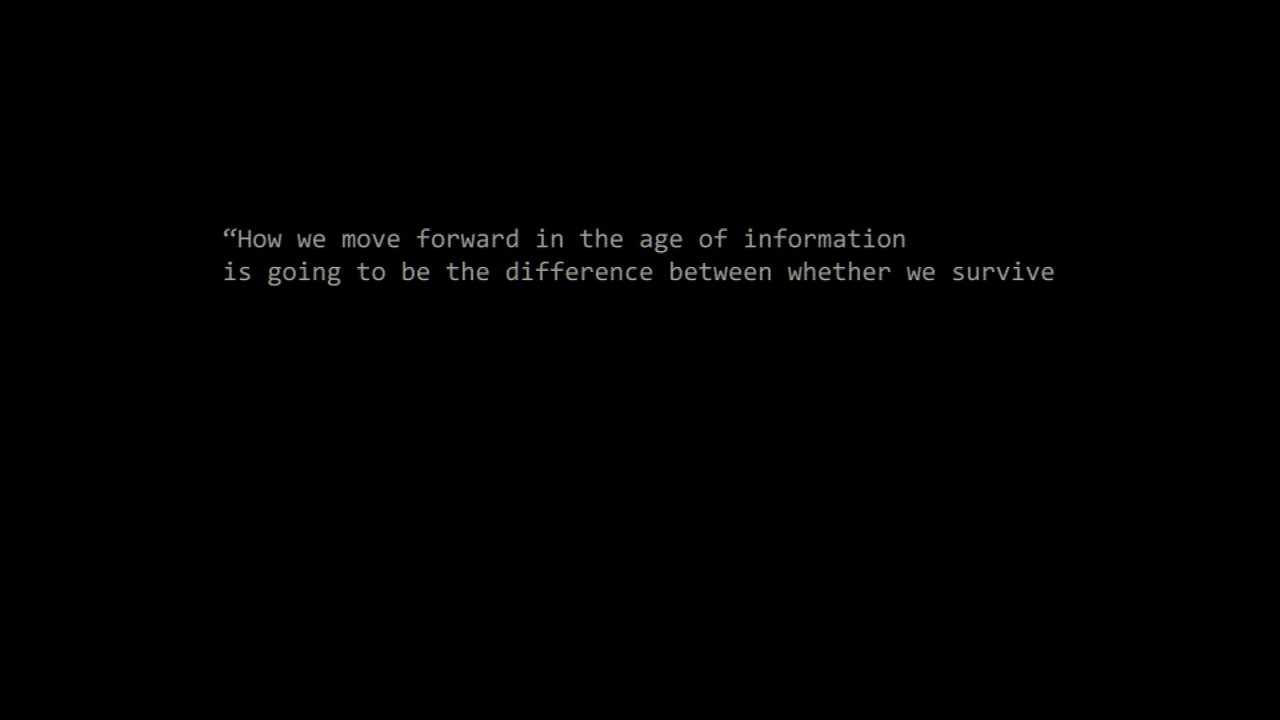 “How we move forward in the age of information
is going to be the difference between whether we survive